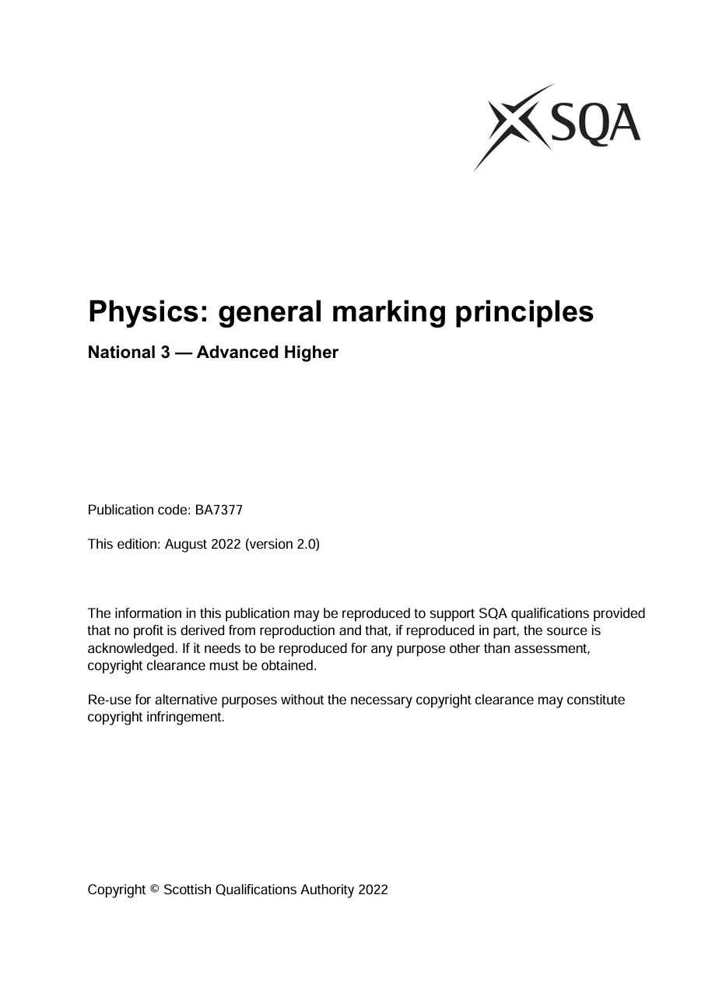 SQA
Physics: general marking principles
National 3 — Advanced Higher
Publication code: BA7377
This edition: August 2022 (version 2.0)
The information in this publication may be reproduced to support SQA qualifications provided
that no profit is derived from reproduction and that, if reproduced in part, the source is
acknowledged. If it needs to be reproduced for any purpose other than assessment,
copyright clearance must be obtained.
Re-use for alternative purposes without the necessary copyright clearance may constitute
copyright infringement.
Copyright © Scottish Qualifications Authority 2022